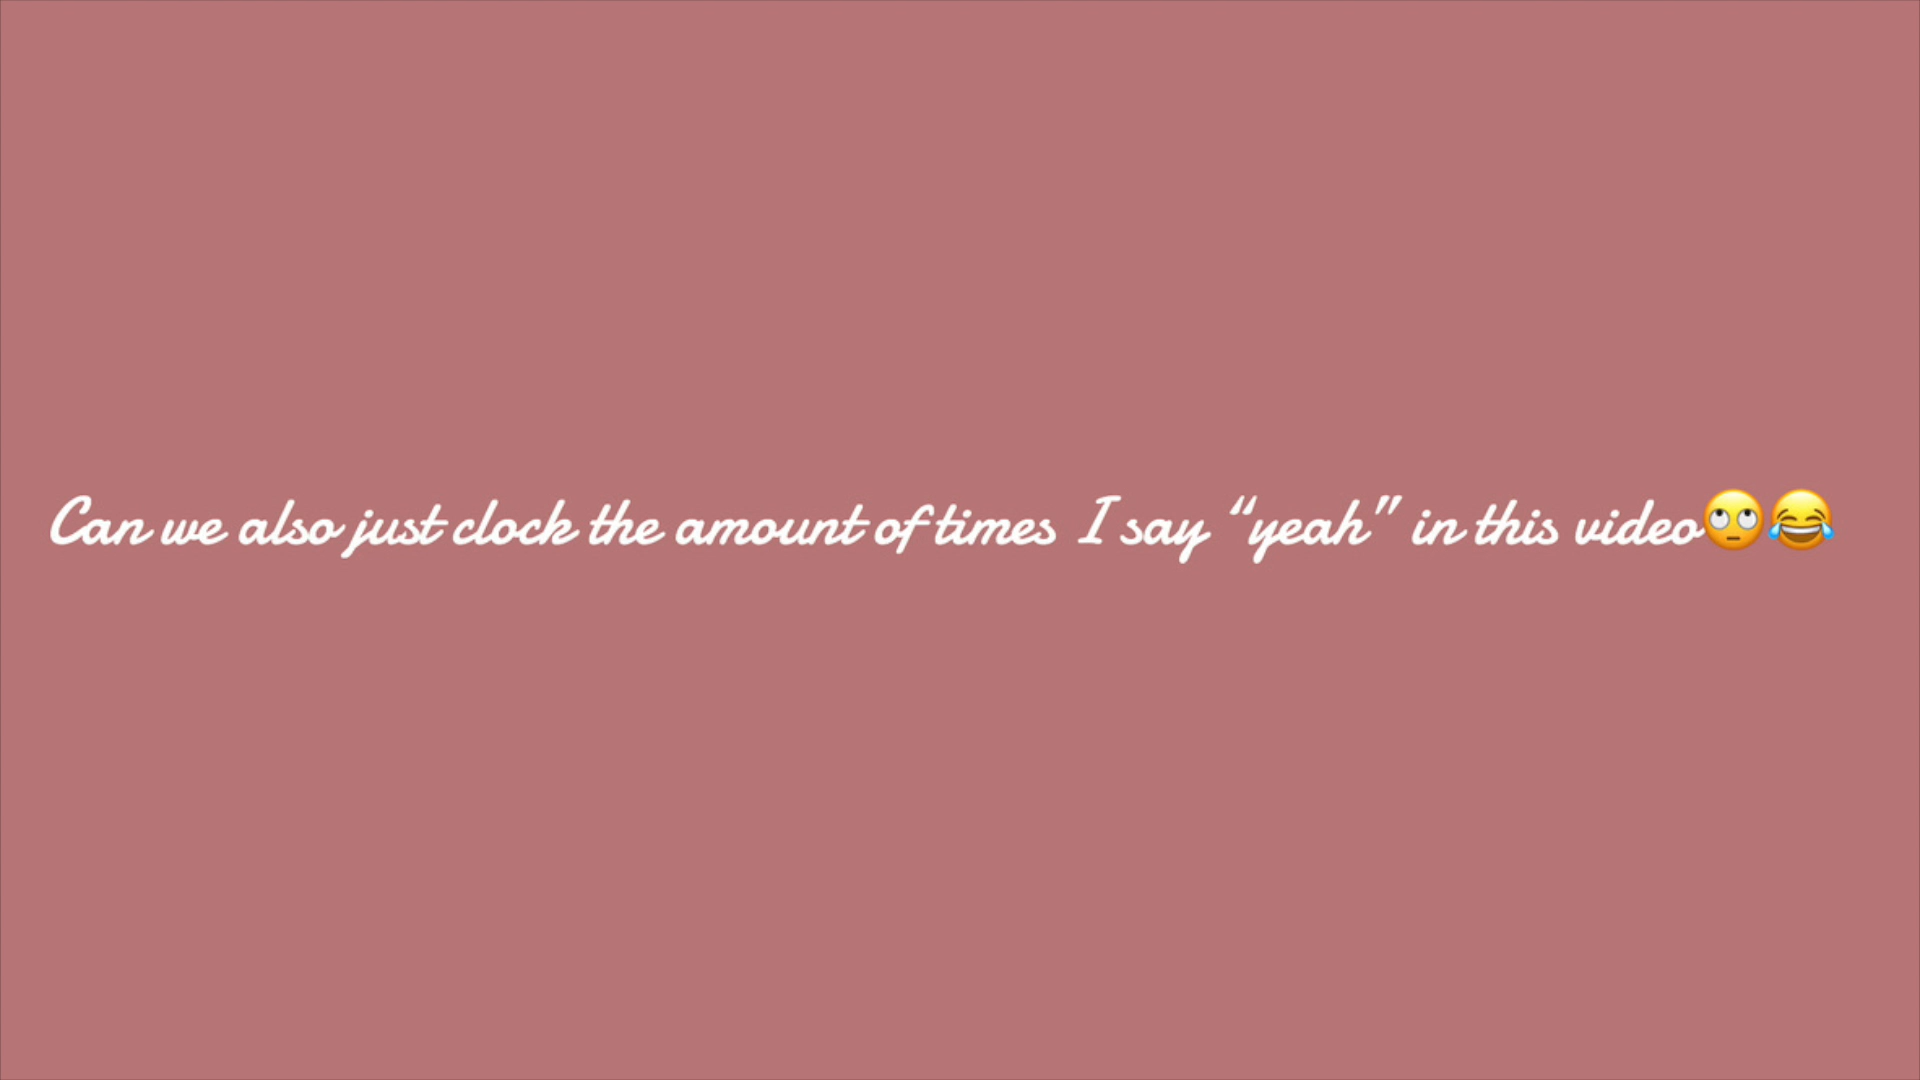 Can we also just clock the amount of times I say “yeah” in this video🙄😂